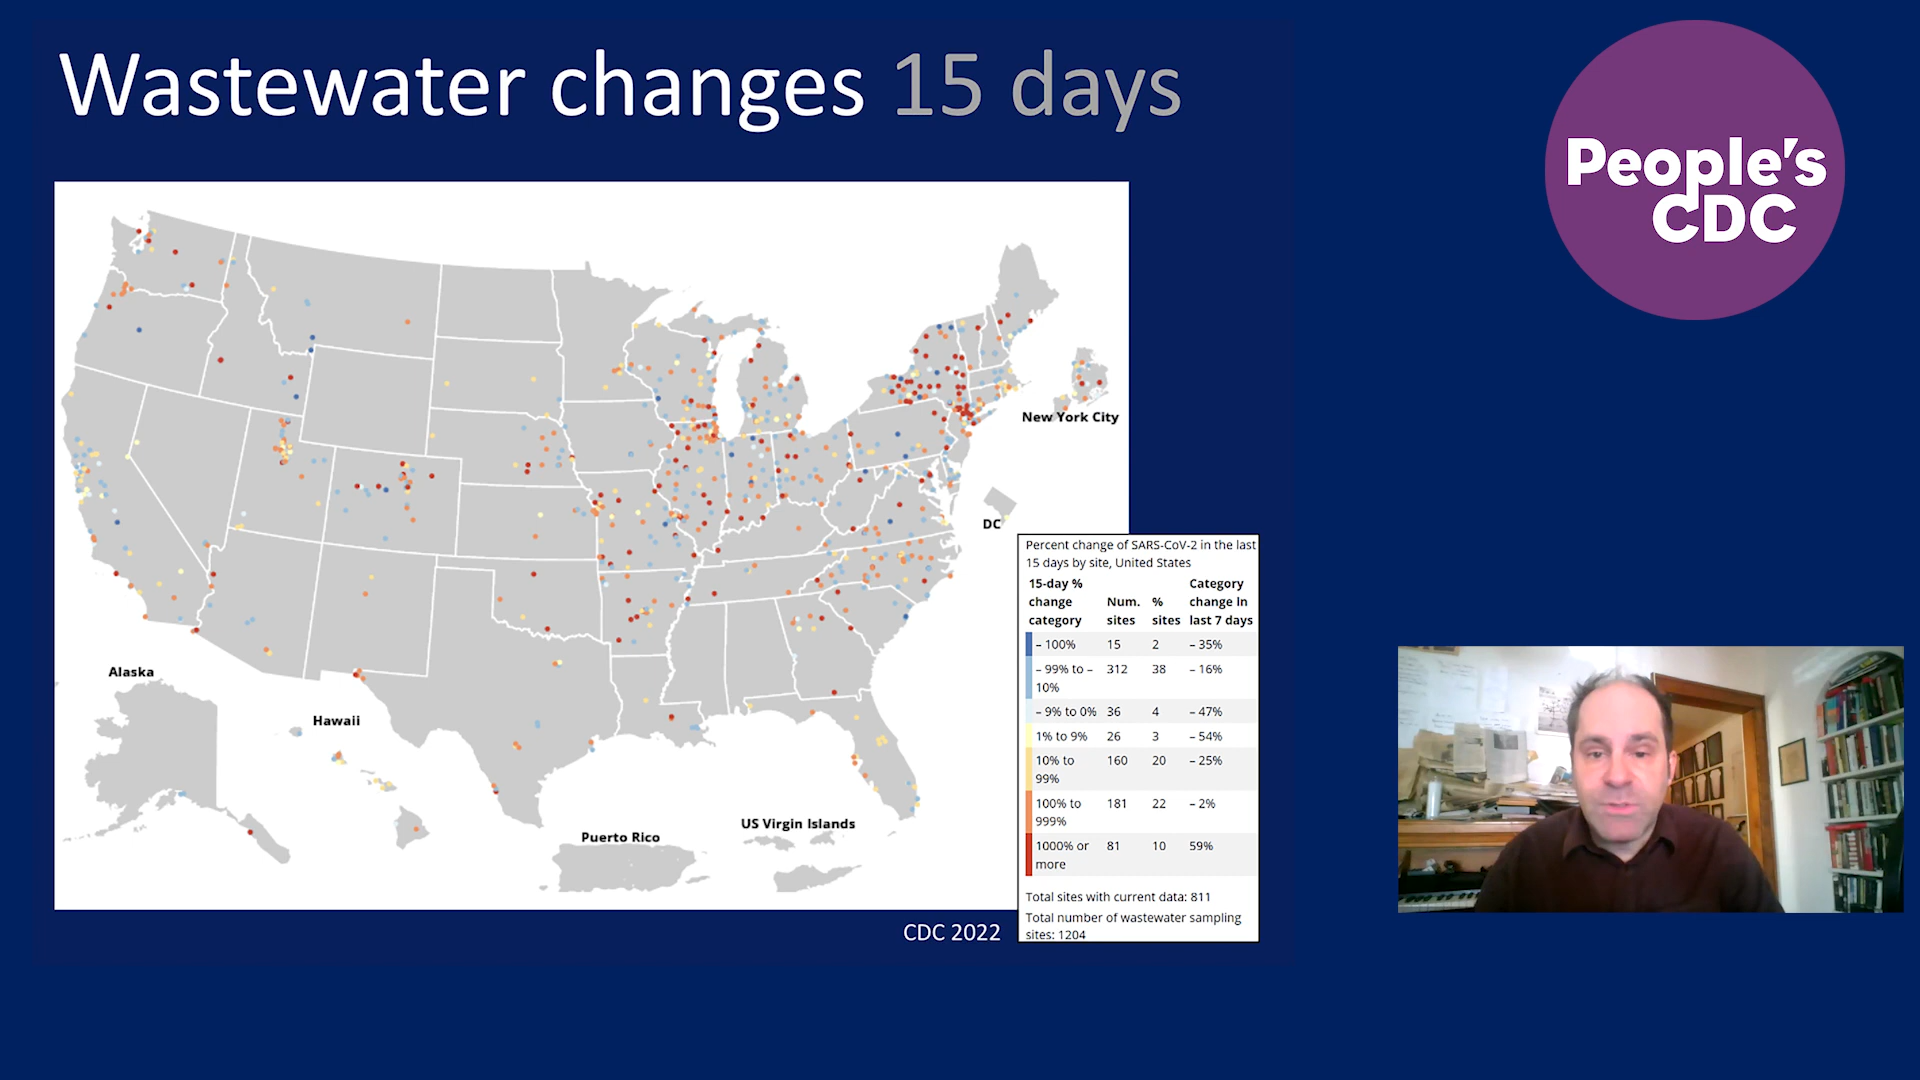 Wastewater changes 15 days
People's
CDC
New York City
DC
Alaska
Hawaii
Puerto Rico
US Virgin Islands
Percent change of SARS-CoV-2 in the last
15 days by site, United States
15-day %
change
category
Num.
sites
%
sites
Category
change in
last 7 days
– 100% 15 2 – 35%
– 99% to –
10% 312 38 – 16%
– 9% to 0% 36 4 – 47%
1% to 9% 26 3 – 54%
10% to
99% 160 20 – 25%
100% to
999% 181 22 – 2%
1000% or
more 81 10 59%
Total sites with current data: 811
Total number of wastewater sampling
sites: 1204
CDC 2022